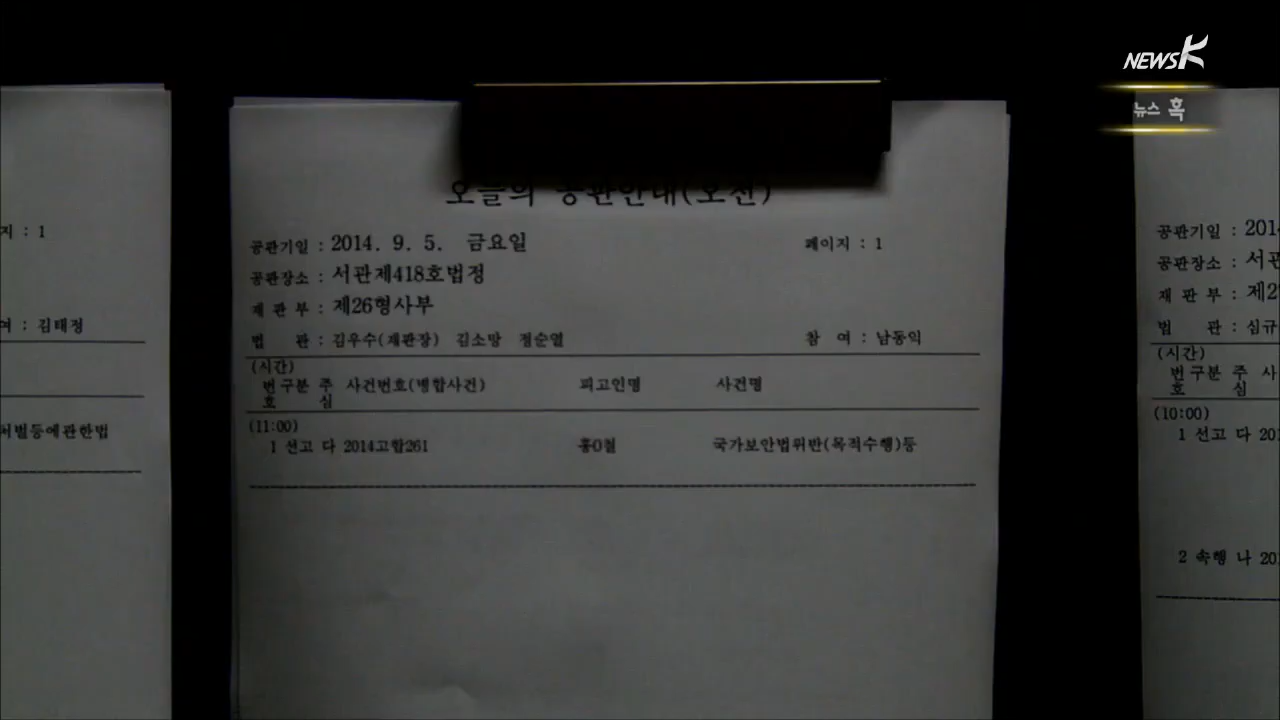 NEWSK
뉴스 혹
오늘의 공판안내(오전)
공판기일 : 2014. 9. 5. 금요일 페이지 : 1
공판장소 : 서관제418호법정
재 판 부 : 제26형사부
법 관 : 김우수(재판장) 김소망 정순열 참 여 : 남동익
(시간)
번 구분 주 사건번호(병합사건) 피고인명 사건명
호 심
(11:00)
1 선고 다 2014고합261 홍O철 국가보안법위반(목적수행)등
지 : 1
여 : 김태정
처벌등에관한법
공판기일 : 201
공판장소 : 서관
재 판 부 : 제2
법 관 : 심규
(시간)
번 구분 주 사
호 심
(10:00)
1 선고 다 20
2 속행 나 20